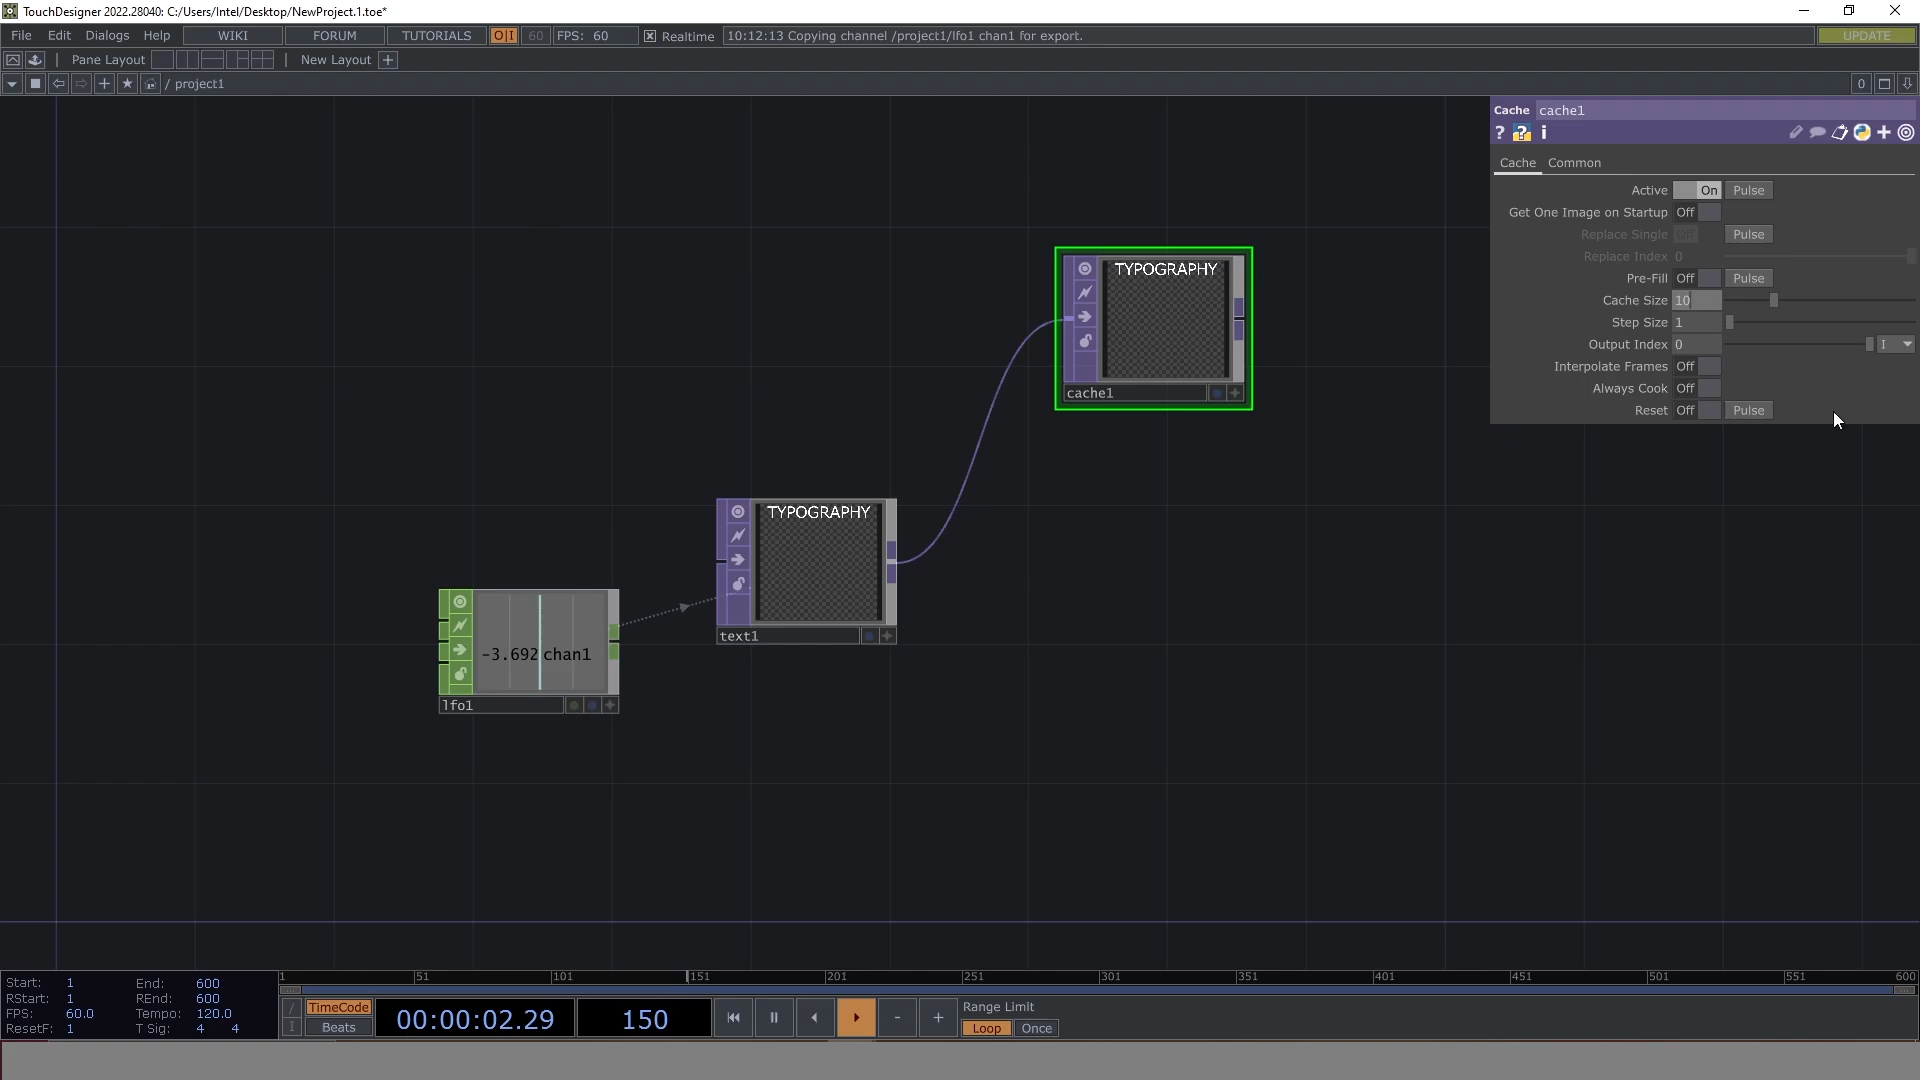 TouchDesigner 2022.28040: C:/Users/Intel/Desktop/NewProject.1.toe*
File Edit Dialogs Help WIKI FORUM TUTORIALS O|I 60 FPS: 60 Realtime 10:12:13 Copying channel /project1/lfo1 chan1 for export. UPDATE
Pane Layout New Layout +
/ project1 0
Cache cache1
? ? i
Cache Common
Active On Pulse
Get One Image on Startup Off
Replace Single Off Pulse
Replace Index 0
Pre-Fill Off Pulse
Cache Size 10
Step Size 1
Output Index 0 I
Interpolate Frames Off
Always Cook Off
Reset Off Pulse
TYPOGRAPHY
cache1
TYPOGRAPHY
text1
-3.692 chan1
lfo1
1 51 101 151 201 251 301 351 401 451 501 551 600
Start: 1 End: 600
RStart: 1 REnd: 600
FPS: 60.0 Tempo: 120.0
ResetF: 1 T Sig: 4 4
/ TimeCode
I Beats
00:00:02.29 150 - +
Range Limit
Loop Once